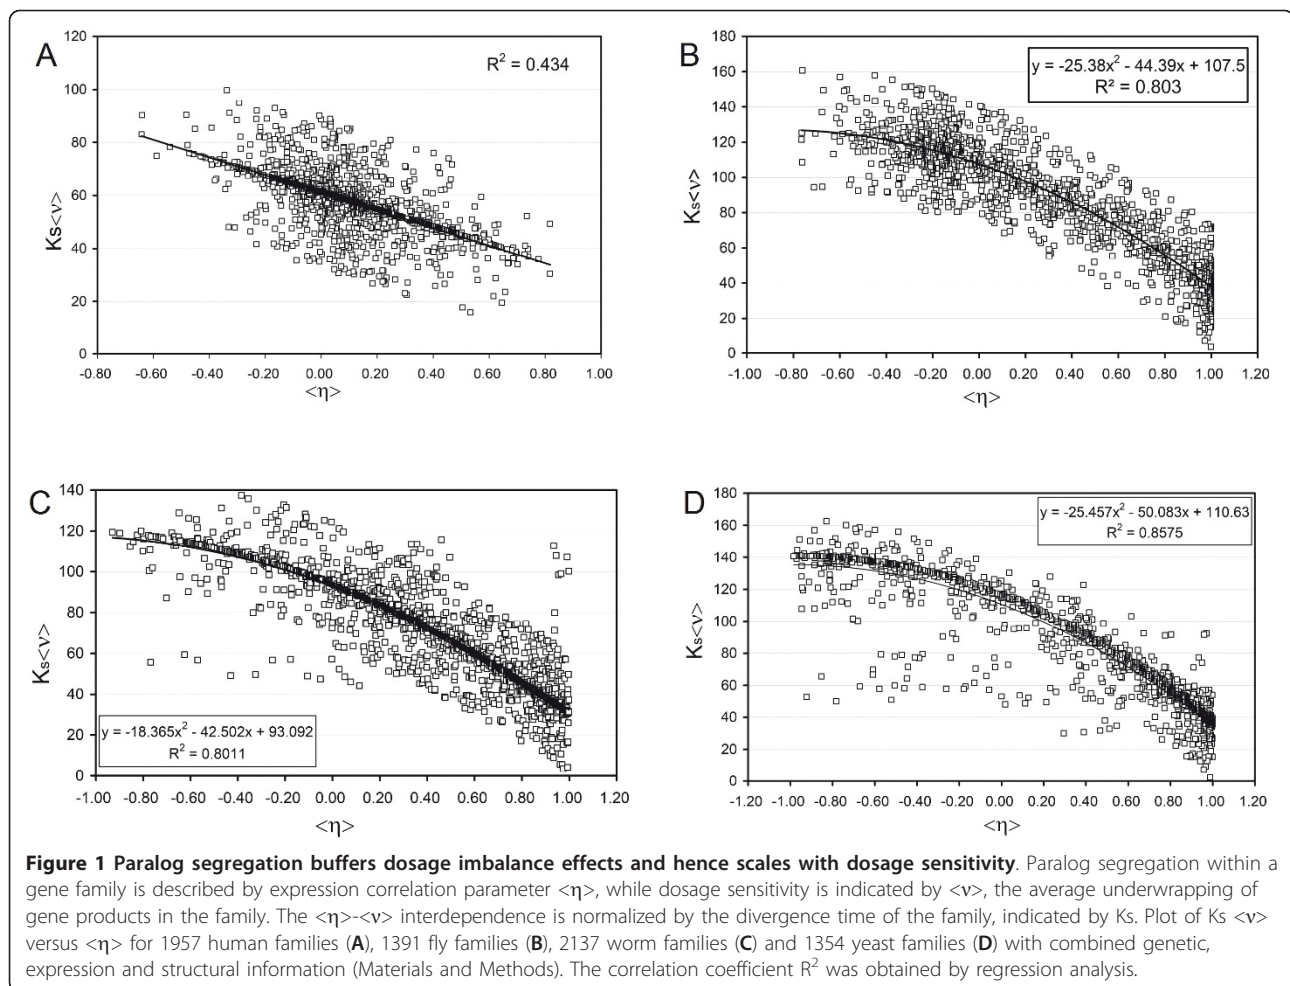 A
R² = 0.434
120
100
80
60
40
20
0
Ks<ν>
-0.80 -0.60 -0.40 -0.20 0.00 0.20 0.40 0.60 0.80 1.00
<η>
B
y = -25.38x² - 44.39x + 107.5
R² = 0.803
180
160
140
120
100
80
60
40
20
0
Ks<ν>
-1.00 -0.80 -0.60 -0.40 -0.20 0.00 0.20 0.40 0.60 0.80 1.00 1.20
<η>
C
140
120
100
80
60
40
20
0
Ks<ν>
y = -18.365x² - 42.502x + 93.092
R² = 0.8011
-1.00 -0.80 -0.60 -0.40 -0.20 0.00 0.20 0.40 0.60 0.80 1.00 1.20
<η>
D
y = -25.457x² - 50.083x + 110.63
R² = 0.8575
180
160
140
120
100
80
60
40
20
0
Ks<ν>
-1.20 -1.00 -0.80 -0.60 -0.40 -0.20 0.00 0.20 0.40 0.60 0.80 1.00 1.20
<η>
Figure 1 Paralog segregation buffers dosage imbalance effects and hence scales with dosage sensitivity. Paralog segregation within a
gene family is described by expression correlation parameter <η>, while dosage sensitivity is indicated by <ν>, the average underwrapping of
gene products in the family. The <η>-<ν> interdependence is normalized by the divergence time of the family, indicated by Ks. Plot of Ks <ν>
versus <η> for 1957 human families (A), 1391 fly families (B), 2137 worm families (C) and 1354 yeast families (D) with combined genetic,
expression and structural information (Materials and Methods). The correlation coefficient R² was obtained by regression analysis.